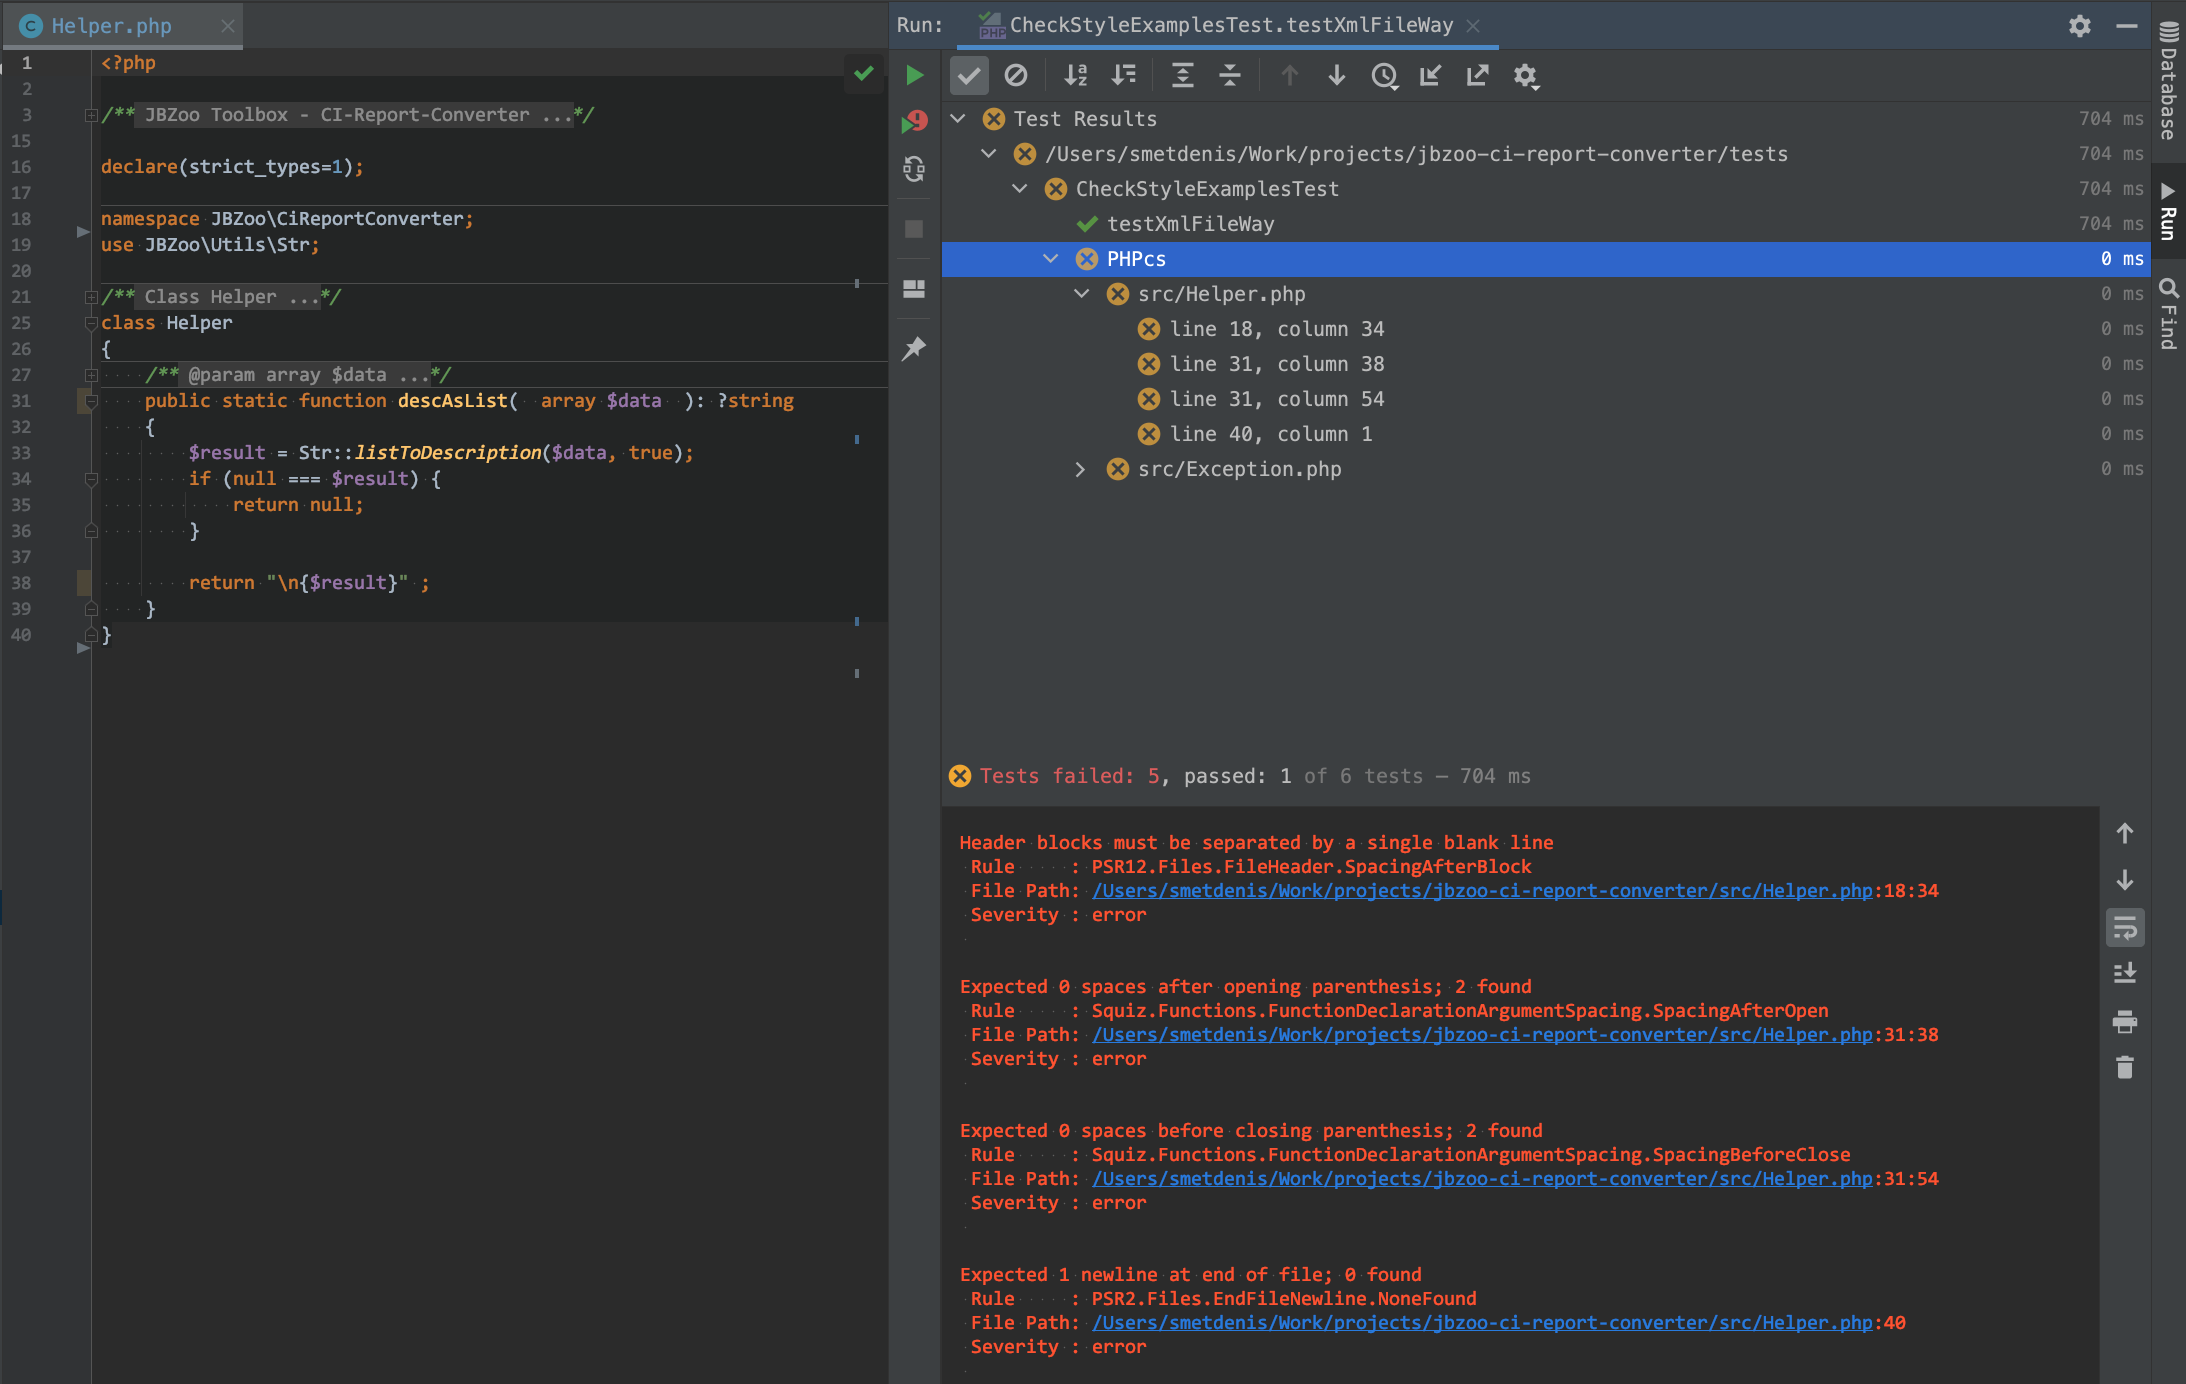 Helper.php
1 <?php
2
3 /** JBZoo Toolbox - CI-Report-Converter ...*/
15
16 declare(strict_types=1);
17
18 namespace JBZoo\CiReportConverter;
19 use JBZoo\Utils\Str;
20
21 /** Class Helper ...*/
25 class Helper
26 {
27 /** @param array $data ...*/
31 public static function descAsList(  array $data  ): ?string
32 {
33 $result = Str::listToDescription($data, true);
34 if (null === $result) {
35 return null;
36 }
37
38 return "\n{$result}" ;
39 }
40 }
Run: CheckStyleExamplesTest.testXmlFileWay
Test Results 704 ms
/Users/smetdenis/Work/projects/jbzoo-ci-report-converter/tests 704 ms
CheckStyleExamplesTest 704 ms
testXmlFileWay 704 ms
PHPcs 0 ms
src/Helper.php 0 ms
line 18, column 34 0 ms
line 31, column 38 0 ms
line 31, column 54 0 ms
line 40, column 1 0 ms
src/Exception.php 0 ms
Tests failed: 5, passed: 1 of 6 tests – 704 ms
Header blocks must be separated by a single blank line
Rule : PSR12.Files.FileHeader.SpacingAfterBlock
File Path: /Users/smetdenis/Work/projects/jbzoo-ci-report-converter/src/Helper.php:18:34
Severity : error
Expected 0 spaces after opening parenthesis; 2 found
Rule : Squiz.Functions.FunctionDeclarationArgumentSpacing.SpacingAfterOpen
File Path: /Users/smetdenis/Work/projects/jbzoo-ci-report-converter/src/Helper.php:31:38
Severity : error
Expected 0 spaces before closing parenthesis; 2 found
Rule : Squiz.Functions.FunctionDeclarationArgumentSpacing.SpacingBeforeClose
File Path: /Users/smetdenis/Work/projects/jbzoo-ci-report-converter/src/Helper.php:31:54
Severity : error
Expected 1 newline at end of file; 0 found
Rule : PSR2.Files.EndFileNewline.NoneFound
File Path: /Users/smetdenis/Work/projects/jbzoo-ci-report-converter/src/Helper.php:40
Severity : error
Database
Run
Find